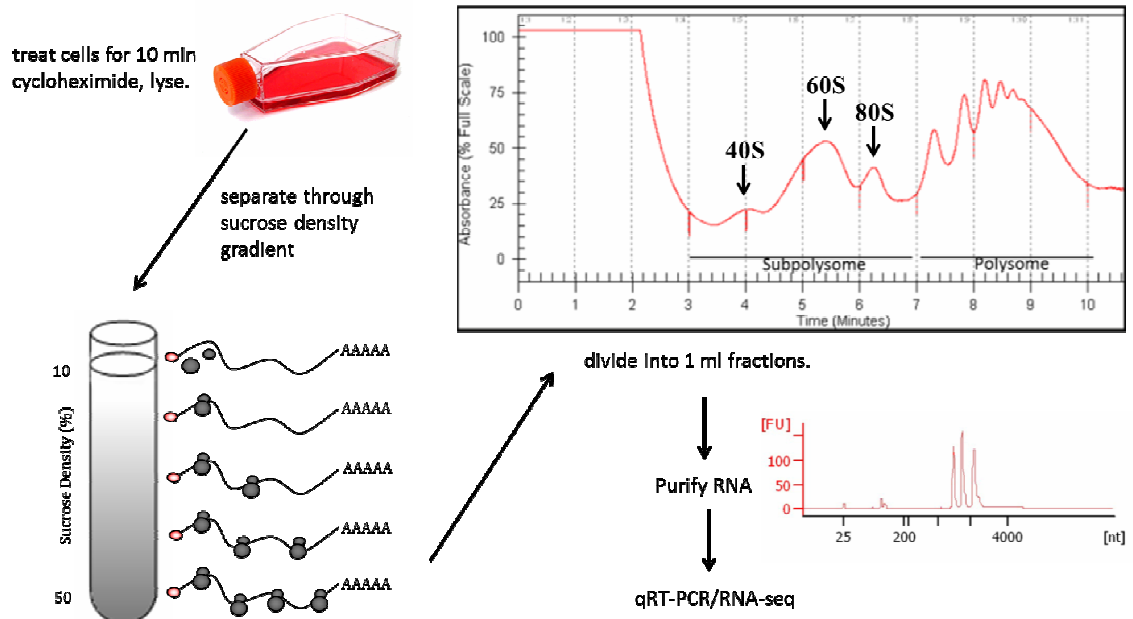 treat cells for 10 min
cycloheximide, lyse.
separate through
sucrose density
gradient
10
Sucrose Density (%)
50
AAAAA
AAAAA
AAAAA
AAAAA
AAAAA
Absorbance (% Full Scale)
100
75
50
25
0
40S
60S
80S
Subpolysome
Polysome
0 1 2 3 4 5 6 7 8 9 10
Time (Minutes)
divide into 1 ml fractions.
Purify RNA
qRT-PCR/RNA-seq
[FU]
100
50
0
25 200 4000 [nt]